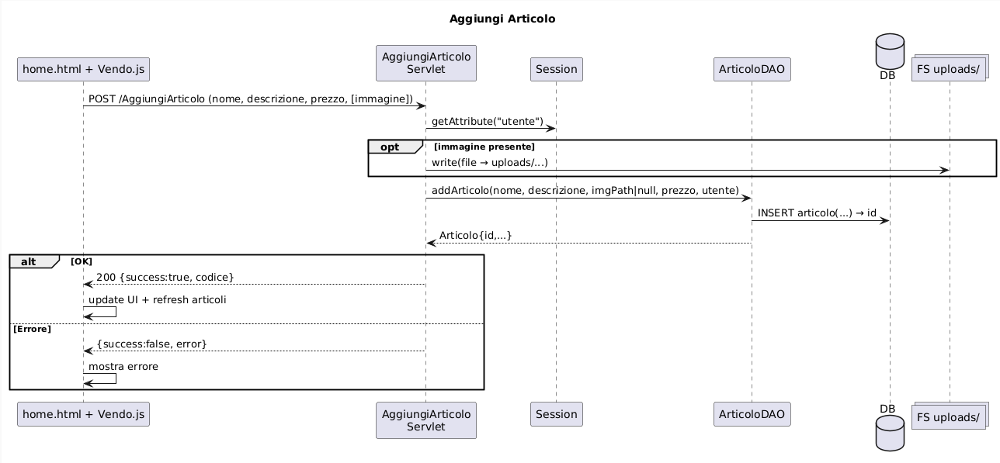 Aggiungi Articolo
home.html + Vendo.js
AggiungiArticolo
Servlet
Session
ArticoloDAO
DB
FS uploads/
POST /AggiungiArticolo (nome, descrizione, prezzo, [immagine])
getAttribute("utente")
opt
[immagine presente]
write(file → uploads/...)
addArticolo(nome, descrizione, imgPath|null, prezzo, utente)
INSERT articolo(...) → id
Articolo{id,...}
alt
[OK]
200 {success:true, codice}
update UI + refresh articoli
[Errore]
{success:false, error}
mostra errore
home.html + Vendo.js
AggiungiArticolo
Servlet
Session
ArticoloDAO
DB
FS uploads/